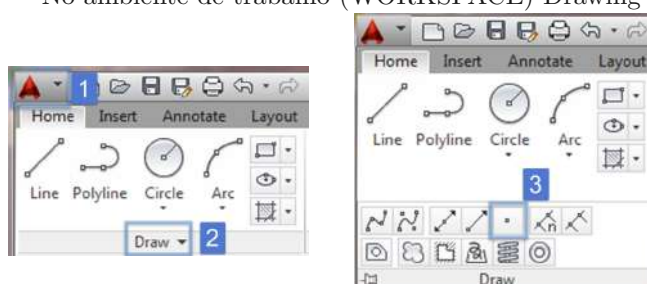 No ambiente de trabalho (WORKSPACE) Drawing
1
Home Insert Annotate Layout
Line Polyline Circle Arc
Draw
2
Home Insert Annotate Layout
Line Polyline Circle Arc
3
n
Draw